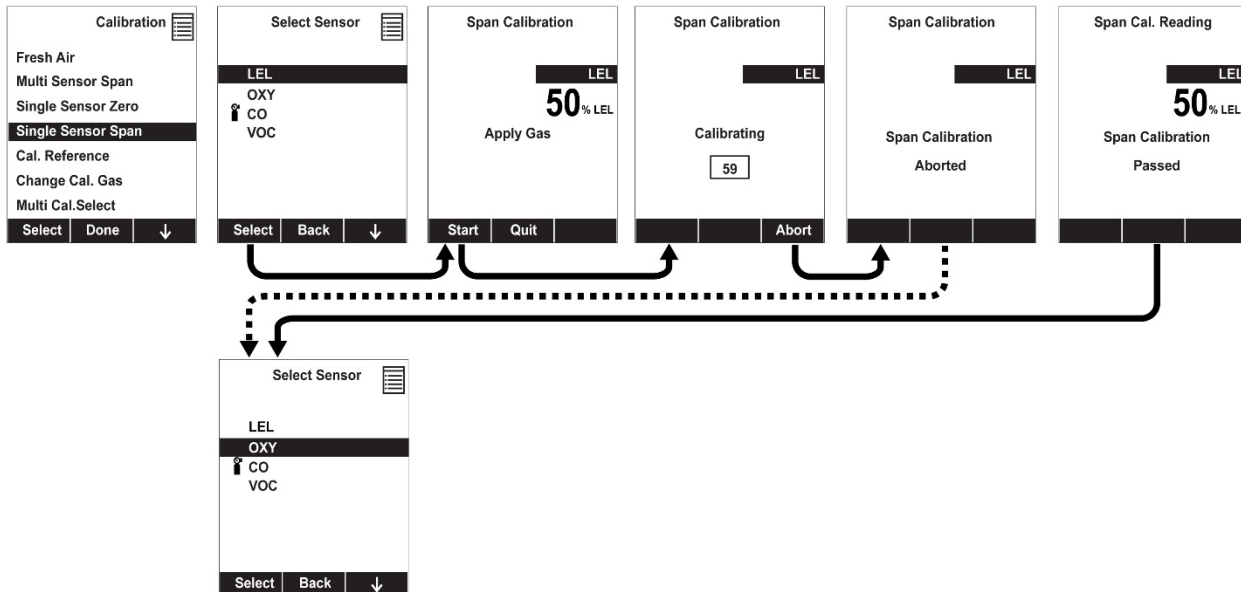 Calibration
Fresh Air
Multi Sensor Span
Single Sensor Zero
Single Sensor Span
Cal. Reference
Change Cal. Gas
Multi Cal.Select
Select Done ↓
Select Sensor
LEL
OXY
CO
VOC
Select Back ↓
Span Calibration
LEL
50 % LEL
Apply Gas
Start Quit
Span Calibration
LEL
Calibrating
59
Abort
Span Calibration
LEL
Span Calibration
Aborted
Span Cal. Reading
LEL
50 % LEL
Span Calibration
Passed
Select Sensor
LEL
OXY
CO
VOC
Select Back ↓